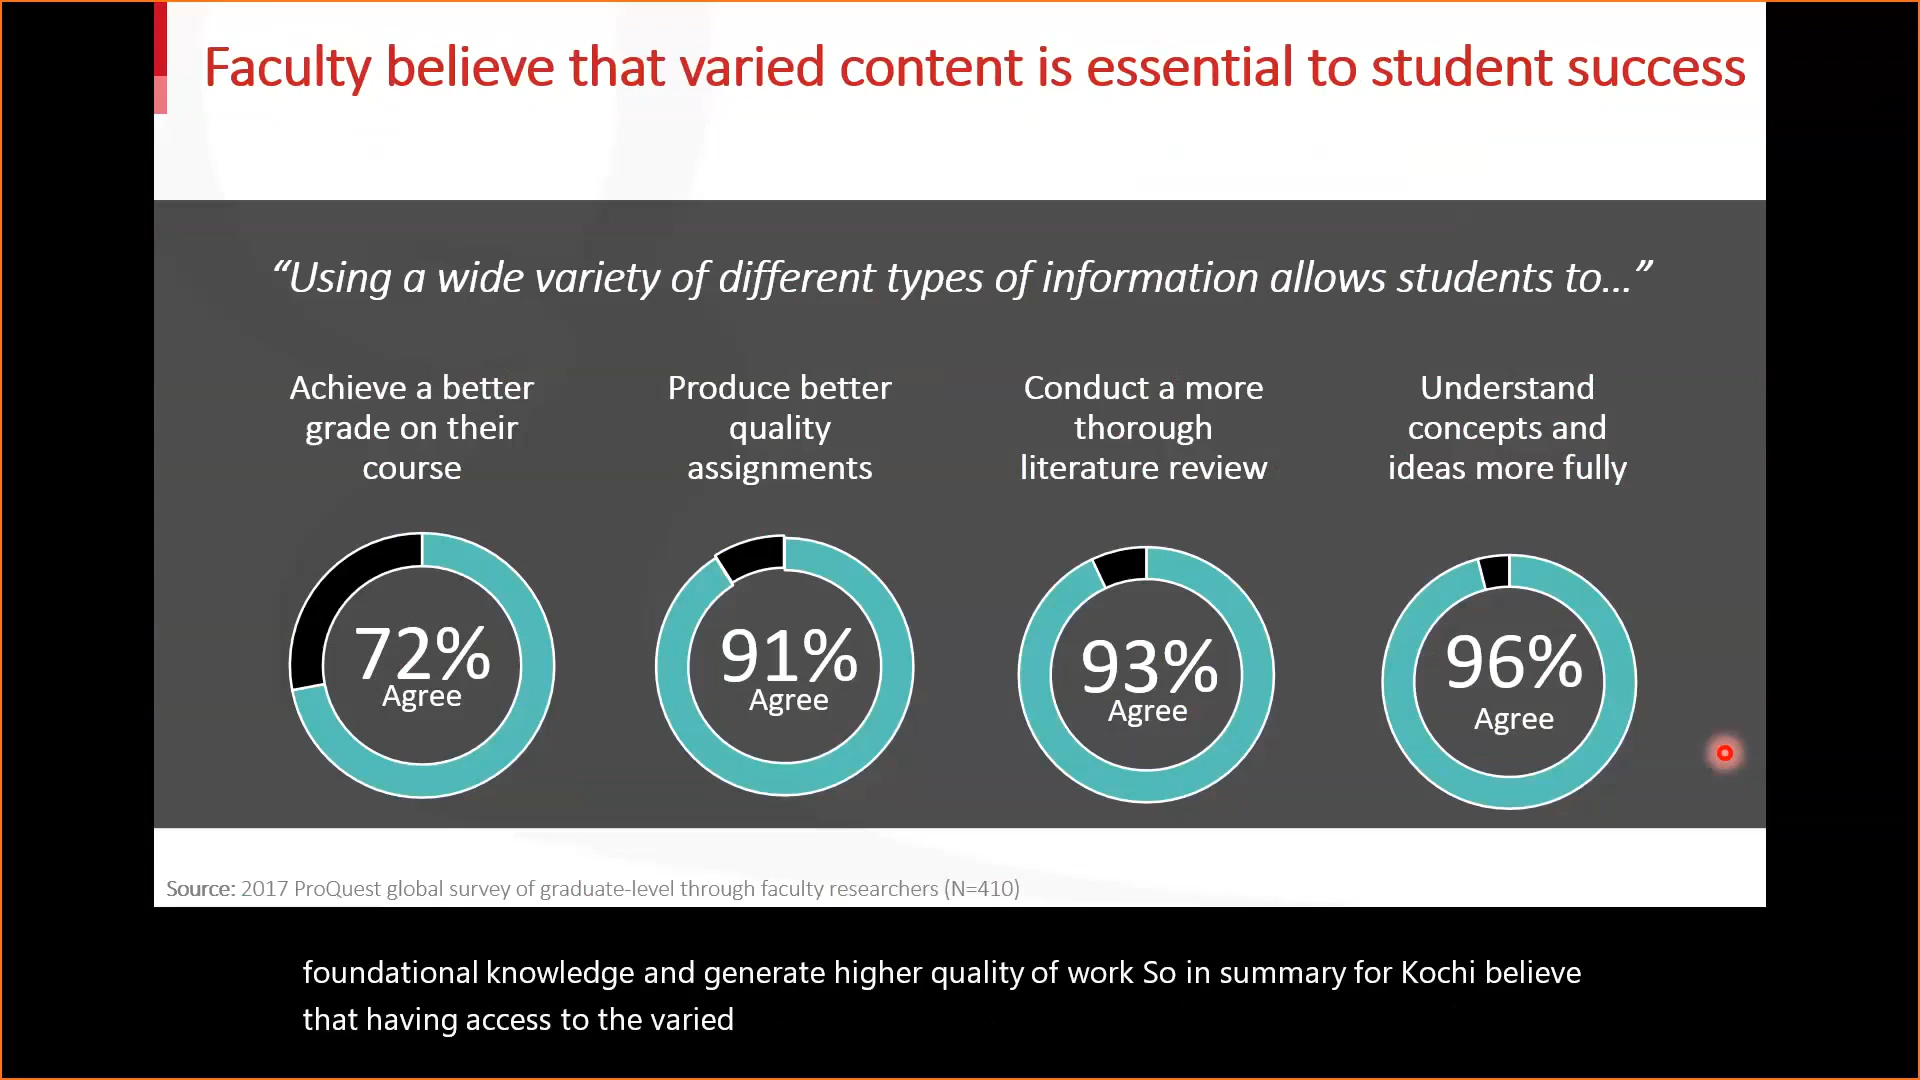 Faculty believe that varied content is essential to student success
“Using a wide variety of different types of information allows students to...”
Achieve a better
grade on their
course
72%
Agree
Produce better
quality
assignments
91%
Agree
Conduct a more
thorough
literature review
93%
Agree
Understand
concepts and
ideas more fully
96%
Agree
Source: 2017 ProQuest global survey of graduate-level through faculty researchers (N=410)
foundational knowledge and generate higher quality of work So in summary for Kochi believe
that having access to the varied